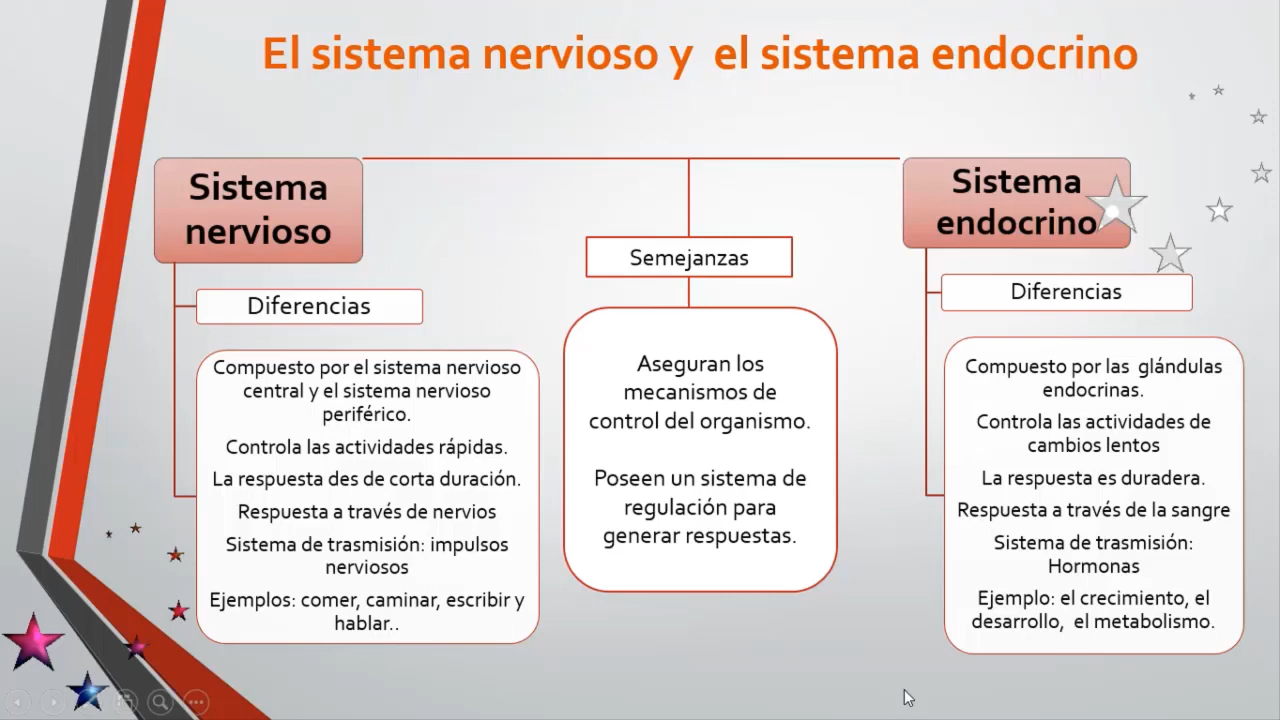 El sistema nervioso y  el sistema endocrino
Sistema
nervioso
Diferencias
Compuesto por el sistema nervioso
central y el sistema nervioso
periférico.
Controla las actividades rápidas.
La respuesta des de corta duración.
Respuesta a través de nervios
Sistema de trasmisión: impulsos
nerviosos
Ejemplos: comer, caminar, escribir y
hablar..
Semejanzas
Aseguran los
mecanismos de
control del organismo.
Poseen un sistema de
regulación para
generar respuestas.
Sistema
endocrino
Diferencias
Compuesto por las  glándulas
endocrinas.
Controla las actividades de
cambios lentos
La respuesta es duradera.
Respuesta a través de la sangre
Sistema de trasmisión:
Hormonas
Ejemplo: el crecimiento, el
desarrollo,  el metabolismo.